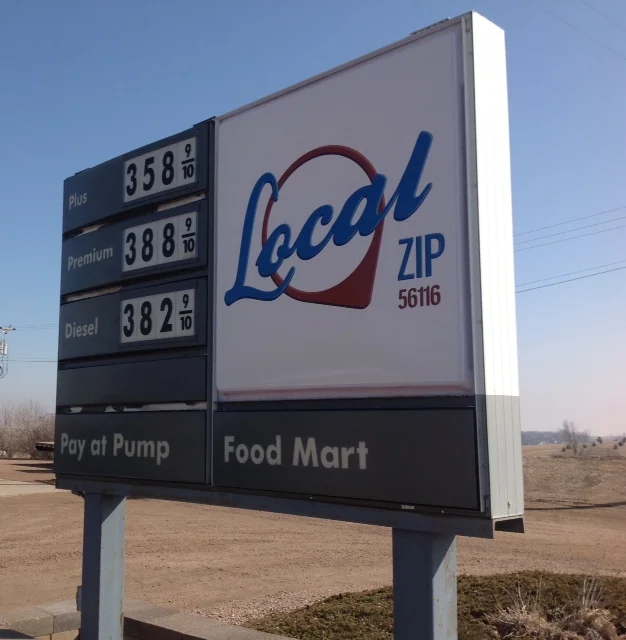 Plus 358 9/10
Premium 388 9/10
Diesel 382 9/10
Pay at Pump
Local
ZIP
56116
Food Mart